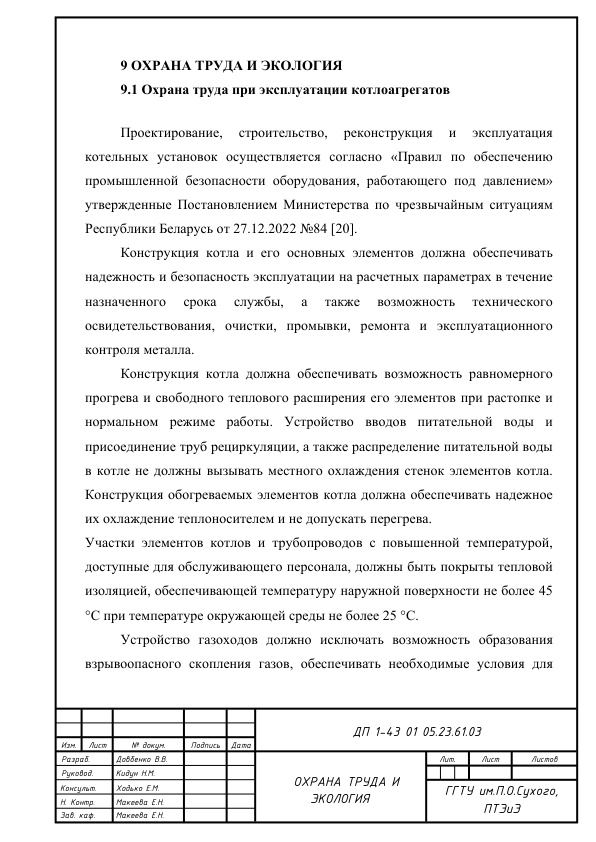 9 ОХРАНА ТРУДА И ЭКОЛОГИЯ
9.1 Охрана труда при эксплуатации котлоагрегатов
Проектирование, строительство, реконструкция и эксплуатация
котельных установок осуществляется согласно «Правил по обеспечению
промышленной безопасности оборудования, работающего под давлением»
утвержденные Постановлением Министерства по чрезвычайным ситуациям
Республики Беларусь от 27.12.2022 №84 [20].
Конструкция котла и его основных элементов должна обеспечивать
надежность и безопасность эксплуатации на расчетных параметрах в течение
назначенного срока службы, а также возможность технического
освидетельствования, очистки, промывки, ремонта и эксплуатационного
контроля металла.
Конструкция котла должна обеспечивать возможность равномерного
прогрева и свободного теплового расширения его элементов при растопке и
нормальном режиме работы. Устройство вводов питательной воды и
присоединение труб рециркуляции, а также распределение питательной воды
в котле не должны вызывать местного охлаждения стенок элементов котла.
Конструкция обогреваемых элементов котла должна обеспечивать надежное
их охлаждение теплоносителем и не допускать перегрева.
Участки элементов котлов и трубопроводов с повышенной температурой,
доступные для обслуживающего персонала, должны быть покрыты тепловой
изоляцией, обеспечивающей температуру наружной поверхности не более 45
°С при температуре окружающей среды не более 25 °С.
Устройство газоходов должно исключать возможность образования
взрывоопасного скопления газов, обеспечивать необходимые условия для
ДП 1-43 01 05.23.61.03
Изм. Лист № докум. Подпись Дата
Разраб. Довбенко В.В.
Руковод. Кидун Н.М.
Консульт. Ходько Е.М.
Н. Контр. Макеева Е.Н.
Зав. каф. Макеева Е.Н.
ОХРАНА ТРУДА И
ЭКОЛОГИЯ
Лит. Лист Листов
ГГТУ им.П.О.Сухого,
ПТЭиЭ